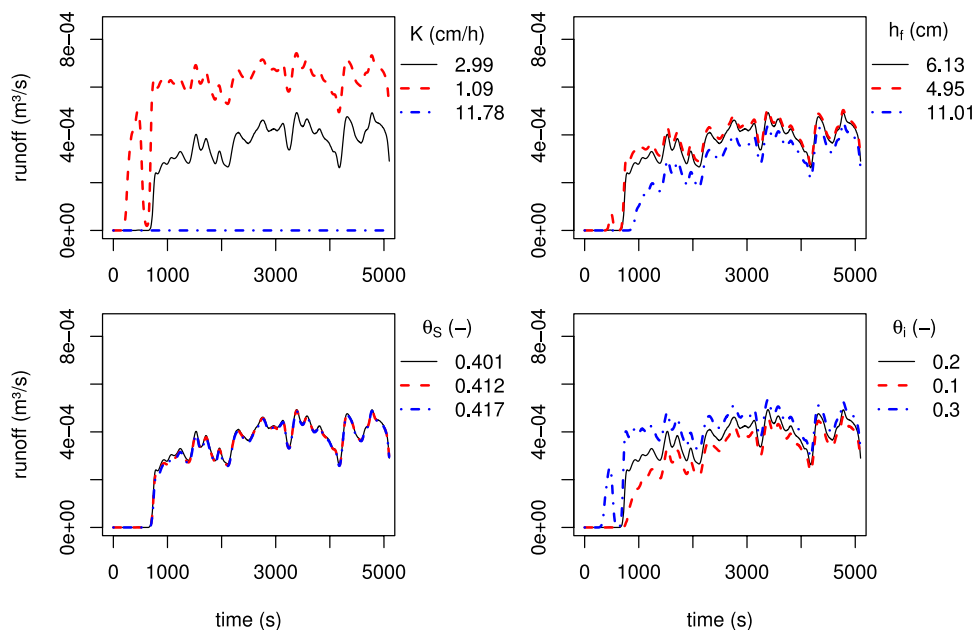 K (cm/h)
2.99
1.09
11.78
runoff (m³/s)
0e+00 4e−04 8e−04
0 1000 3000 5000
h_f (cm)
6.13
4.95
11.01
0e+00 4e−04 8e−04
0 1000 3000 5000
θ_S (−)
0.401
0.412
0.417
runoff (m³/s)
0e+00 4e−04 8e−04
0 1000 3000 5000
time (s)
θ_i (−)
0.2
0.1
0.3
0e+00 4e−04 8e−04
0 1000 3000 5000
time (s)